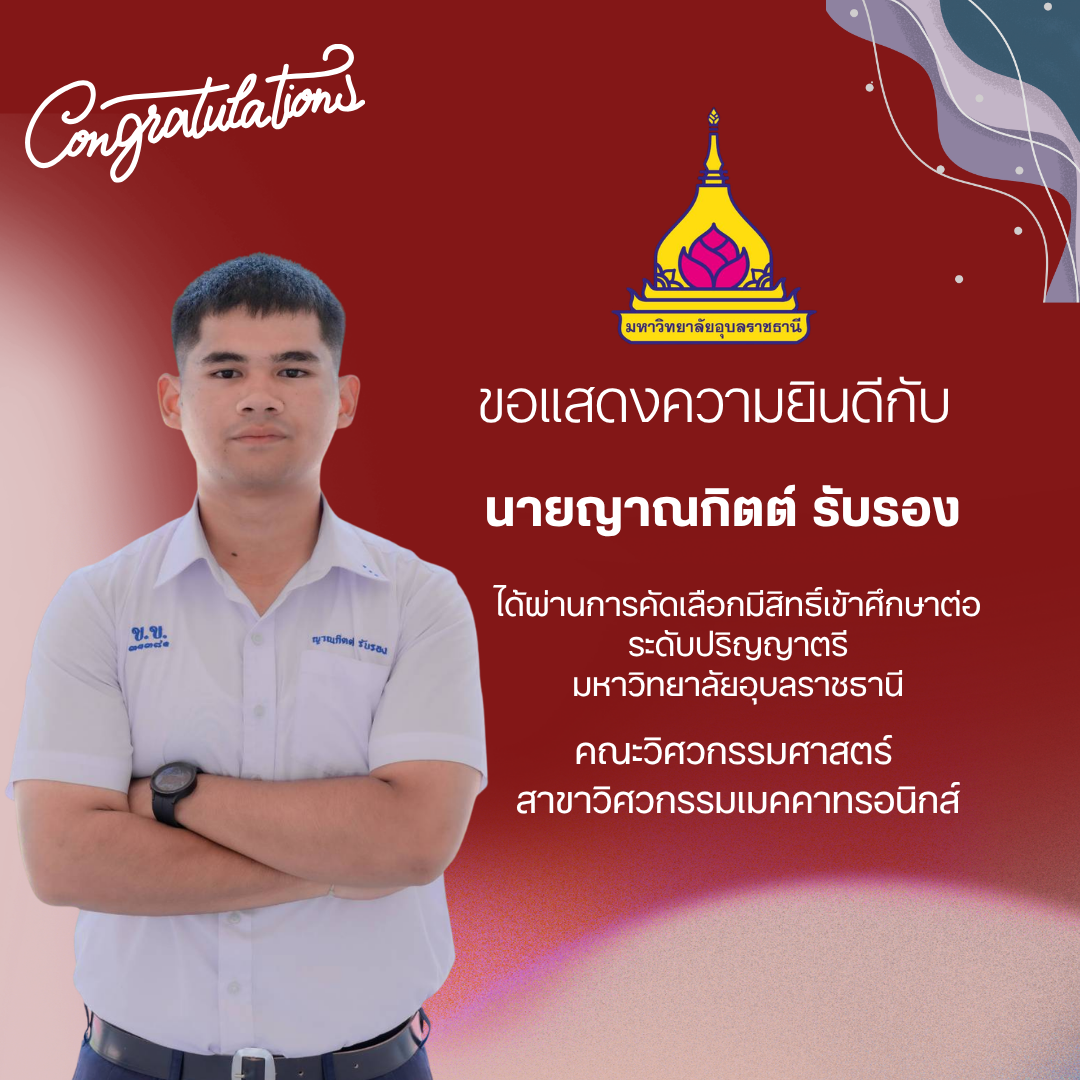 Congratulations
มหาวิทยาลัยอุบลราชธานี
ขอแสดงความยินดีกับ
นายญาณกิตต์ รับรอง
ได้ผ่านการคัดเลือกมีสิทธิ์เข้าศึกษาต่อ
ระดับปริญญาตรี
มหาวิทยาลัยอุบลราชธานี
คณะวิศวกรรมศาสตร์
สาขาวิศวกรรมเมคคาทรอนิกส์
ข.ข.
๓๑๓๘๑
ญาณกิตต์ รับรอง